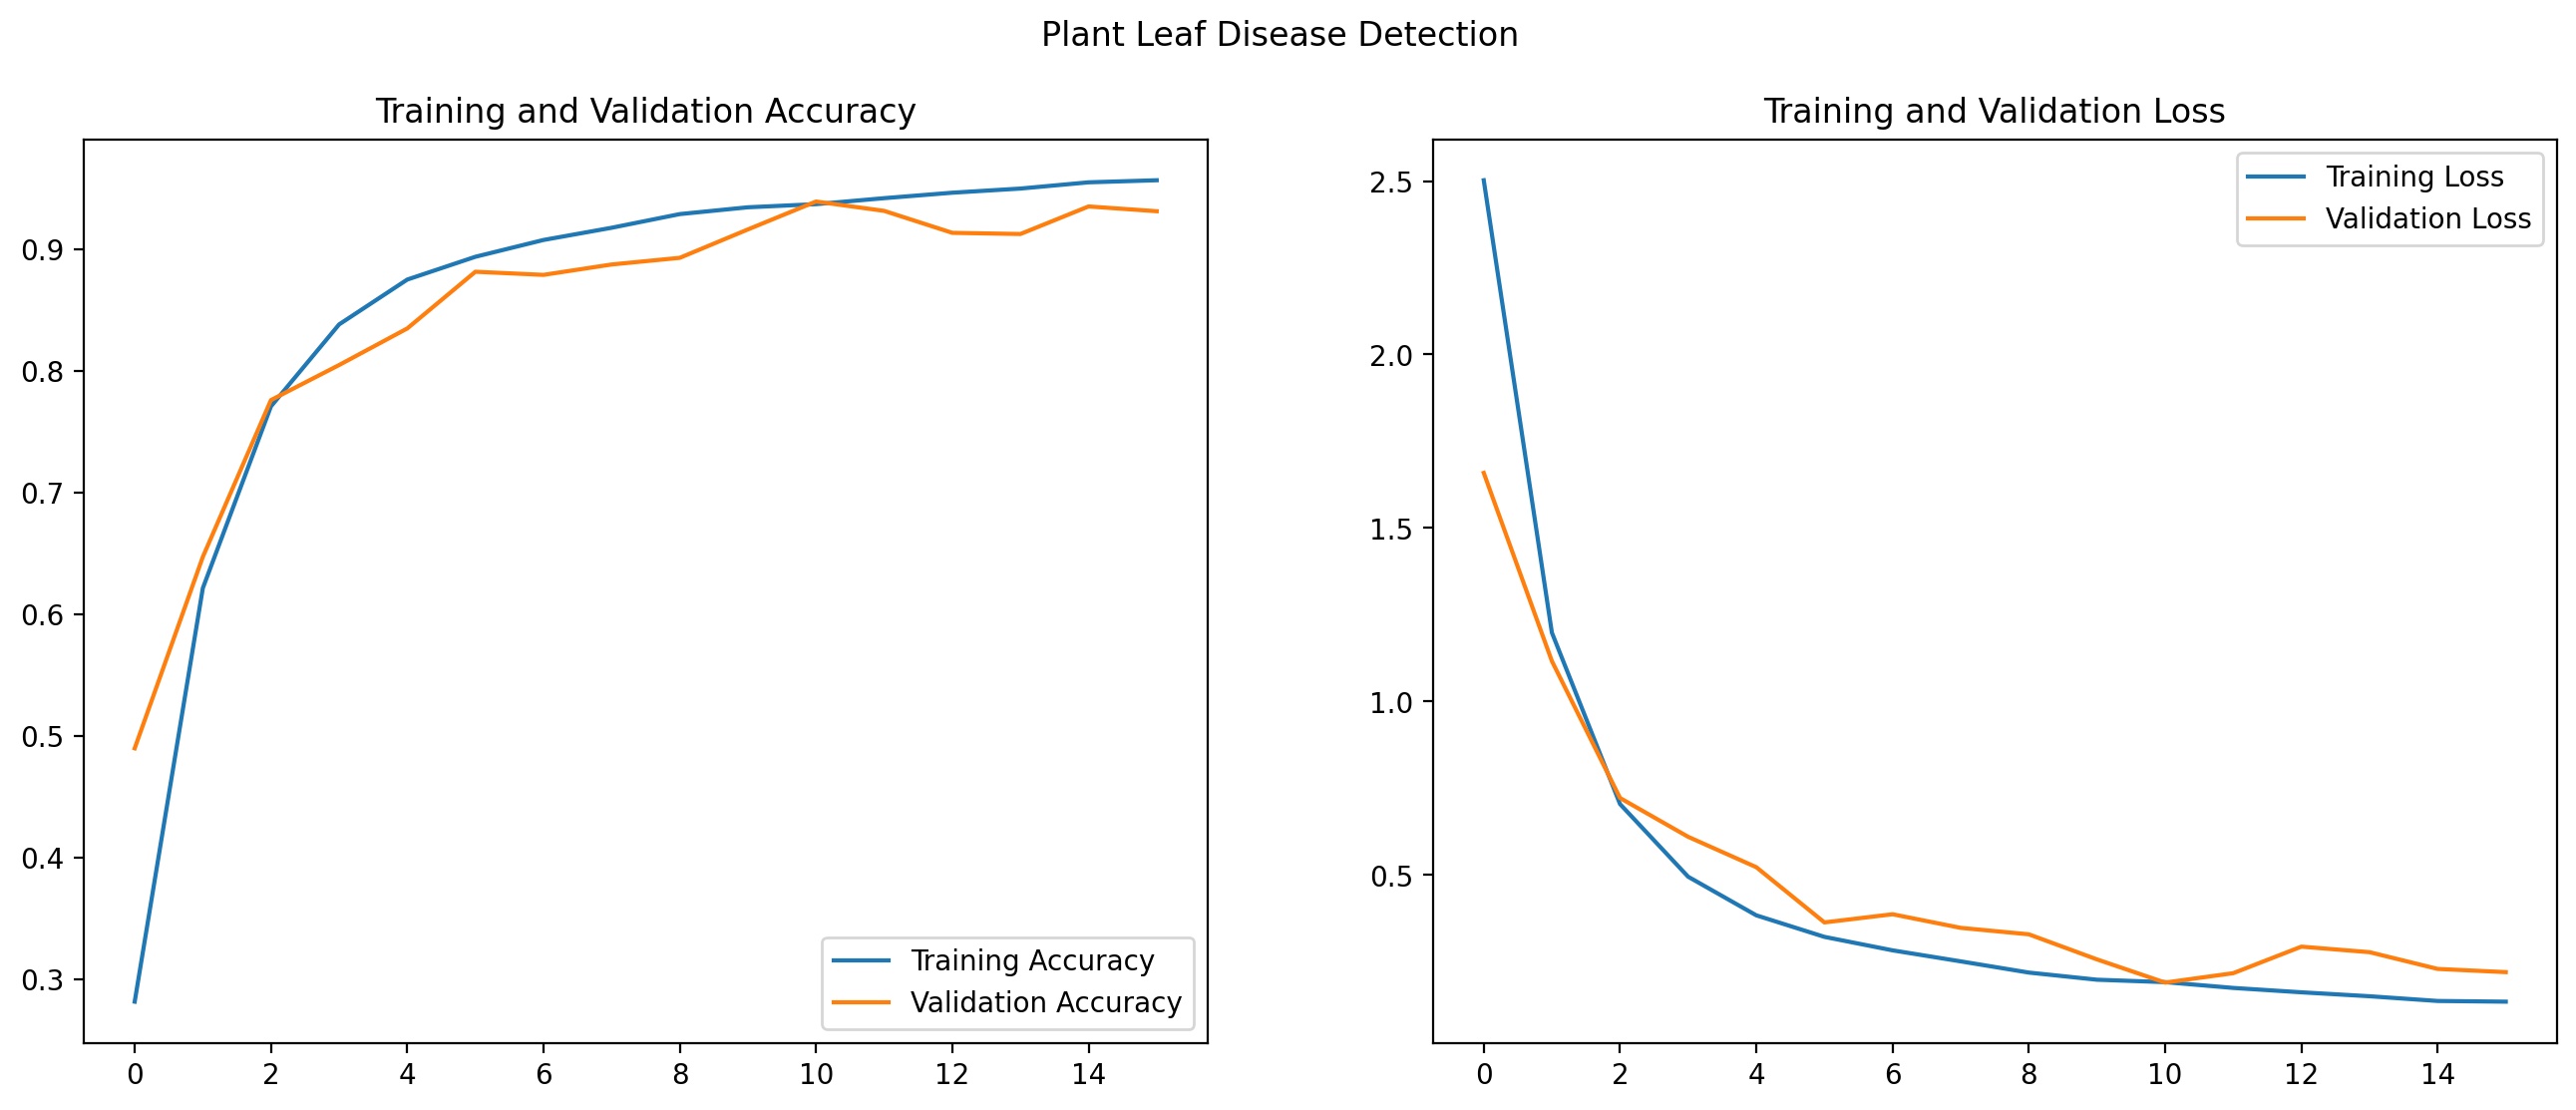 Plant Leaf Disease Detection
Training and Validation Accuracy
0.9
0.8
0.7
0.6
0.5
0.4
0.3
0 2 4 6 8 10 12 14
Training Accuracy
Validation Accuracy
Training and Validation Loss
2.5
2.0
1.5
1.0
0.5
0 2 4 6 8 10 12 14
Training Loss
Validation Loss